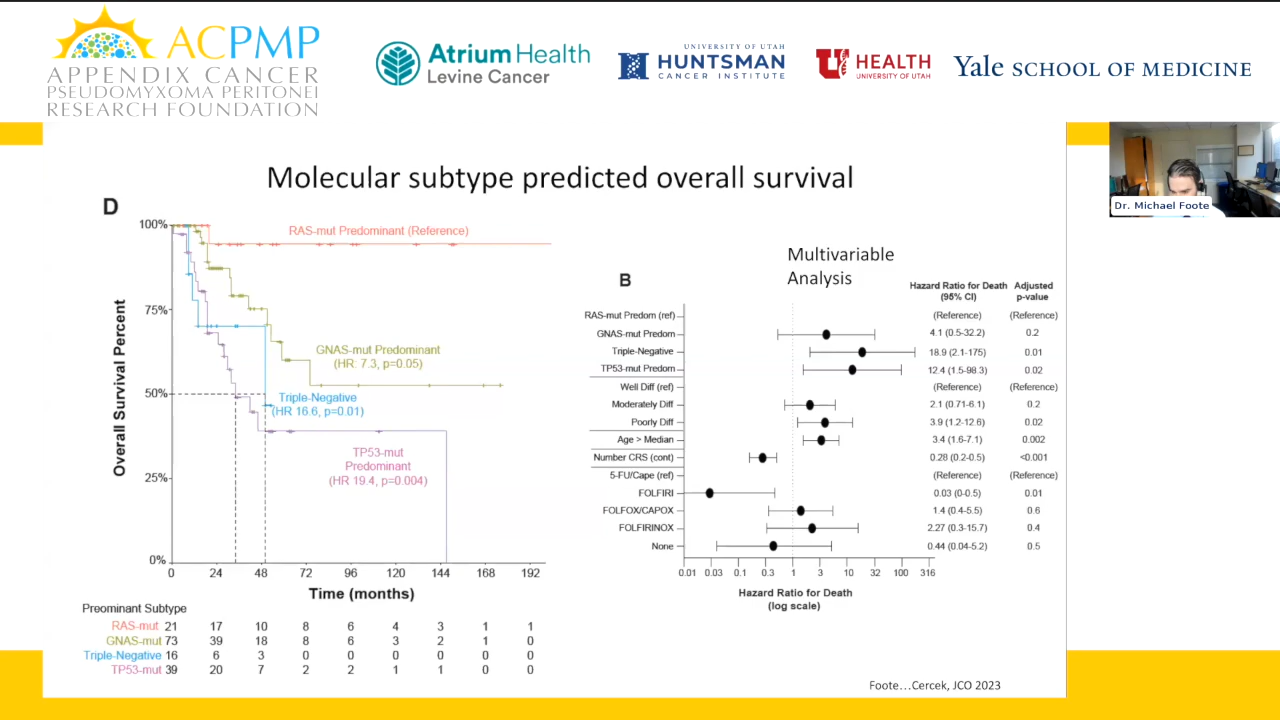 ACPMP
APPENDIX CANCER
PSEUDOMYXOMA PERITONEI
RESEARCH FOUNDATION
Atrium Health
Levine Cancer
UNIVERSITY OF UTAH
HUNTSMAN
CANCER INSTITUTE
U HEALTH
UNIVERSITY OF UTAH
Yale SCHOOL OF MEDICINE
Dr. Michael Foote
Molecular subtype predicted overall survival
D
Overall Survival Percent
100%
75%
50%
25%
0%
RAS-mut Predominant (Reference)
GNAS-mut Predominant
(HR: 7.3, p=0.05)
Triple-Negative
(HR 16.6, p=0.01)
TP53-mut
Predominant
(HR 19.4, p=0.004)
0 24 48 72 96 120 144 168 192
Time (months)
Preominant Subtype
RAS-mut 21 17 10 8 6 4 3 1 1
GNAS-mut 73 39 18 8 6 3 2 1 0
Triple-Negative 16 6 3 0 0 0 0 0 0
TP53-mut 39 20 7 2 2 1 1 0 0
Multivariable
Analysis
B
Hazard Ratio for Death Adjusted
(95% CI) p-value
RAS-mut Predom (ref) (Reference) (Reference)
GNAS-mut Predom 4.1 (0.5-32.2) 0.2
Triple-Negative 18.9 (2.1-175) 0.01
TP53-mut Predom 12.4 (1.5-98.3) 0.02
Well Diff (ref) (Reference) (Reference)
Moderately Diff 2.1 (0.71-6.1) 0.2
Poorly Diff 3.9 (1.2-12.6) 0.02
Age > Median 3.4 (1.6-7.1) 0.002
Number CRS (cont) 0.28 (0.2-0.5) <0.001
5-FU/Cape (ref) (Reference) (Reference)
FOLFIRI 0.03 (0-0.5) 0.01
FOLFOX/CAPOX 1.4 (0.4-5.5) 0.6
FOLFIRINOX 2.27 (0.3-15.7) 0.4
None 0.44 (0.04-5.2) 0.5
0.01 0.03 0.1 0.3 1 3 10 32 100 316
Hazard Ratio for Death
(log scale)
Foote…Cercek, JCO 2023